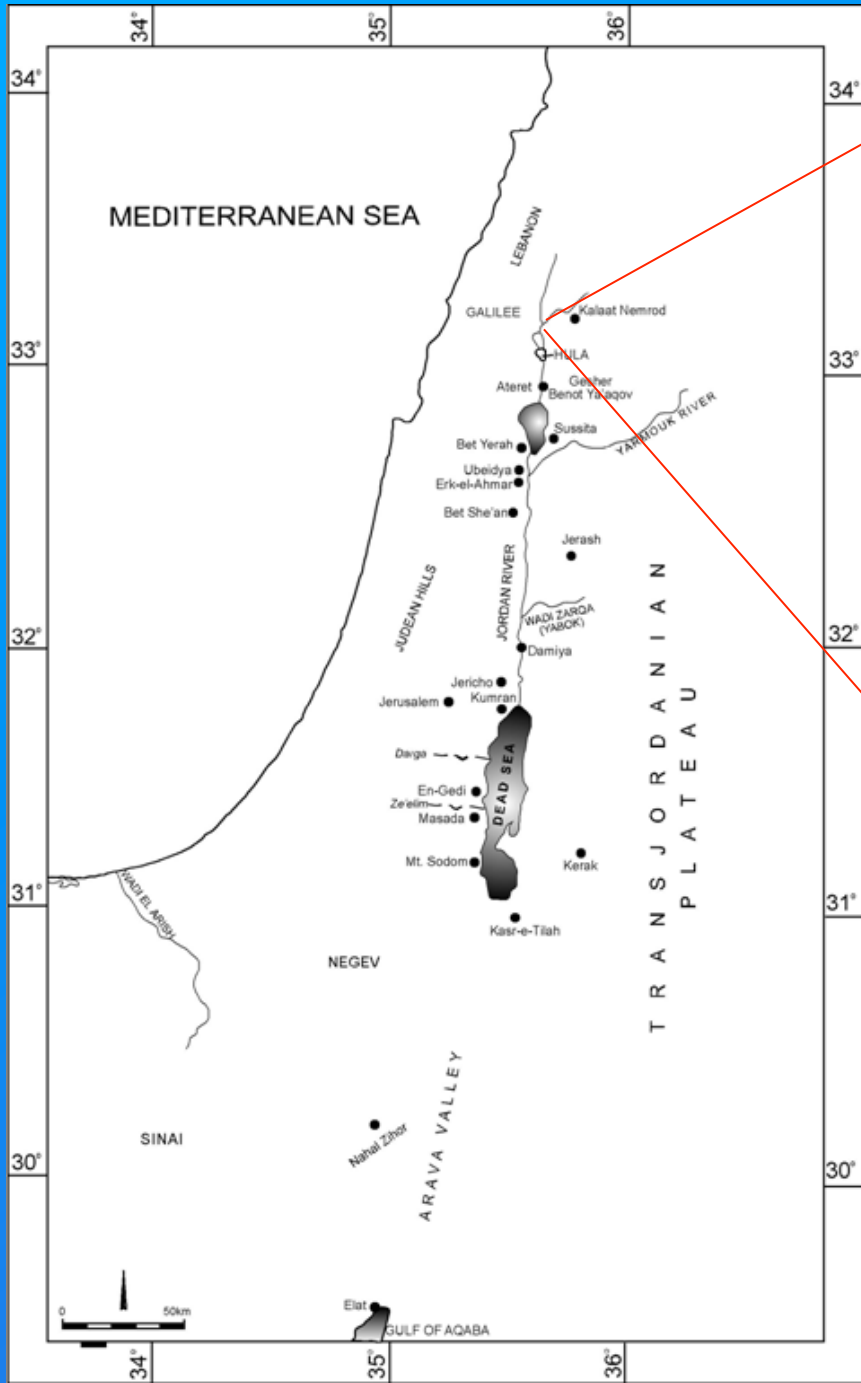 34°
35°
36°
34°
34°
MEDITERRANEAN SEA
LEBANON
GALILEE
Kalaat Nemrod
HULA
33°
33°
Ateret
Gesher
Benot Ya'aqov
Sussita
YARMOUK RIVER
Bet Yerah
Ubeidya
Erk-el-Ahmar
Bet She'an
Jerash
JUDEAN HILLS
JORDAN RIVER
WADI ZARQA
(YABOK)
32°
32°
Damiya
Jericho
Kumran
Jerusalem
Darga
DEAD SEA
En-Gedi
Ze'elim
Masada
Mt. Sodom
Kerak
TRANSJORDANIAN
PLATEAU
31°
31°
WADI EL ARISH
Kasr-e-Tilah
NEGEV
ARAVA VALLEY
SINAI
Nahal Zihor
30°
30°
0
50km
Elat
GULF OF AQABA
34°
35°
36°